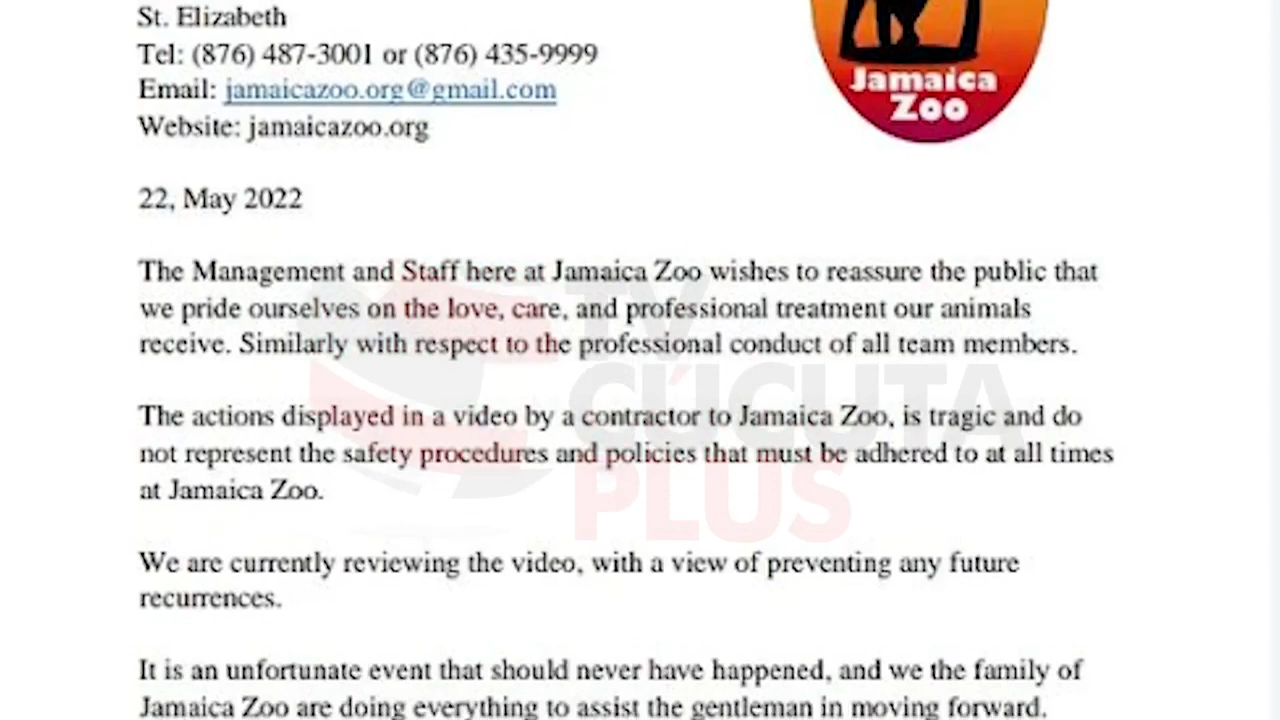 St. Elizabeth
Tel: (876) 487-3001 or (876) 435-9999
Email: jamaicazoo.org@gmail.com
Website: jamaicazoo.org
Jamaica
Zoo
22, May 2022
The Management and Staff here at Jamaica Zoo wishes to reassure the public that
we pride ourselves on the love, care, and professional treatment our animals
receive. Similarly with respect to the professional conduct of all team members.
The actions displayed in a video by a contractor to Jamaica Zoo, is tragic and do
not represent the safety procedures and policies that must be adhered to at all times
at Jamaica Zoo.
We are currently reviewing the video, with a view of preventing any future
recurrences.
It is an unfortunate event that should never have happened, and we the family of
Jamaica Zoo are doing everything to assist the gentleman in moving forward.
TV
CÚCUTA
PLUS